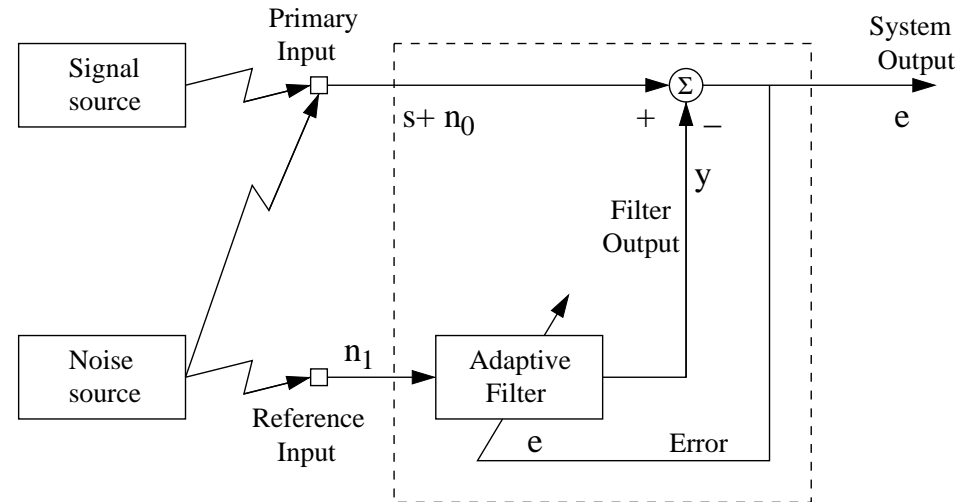 Primary
Input
System
Output
Signal
source
Σ
s+ n0
+
−
e
y
Filter
Output
Noise
source
n1
Adaptive
Filter
Reference
Input
e
Error